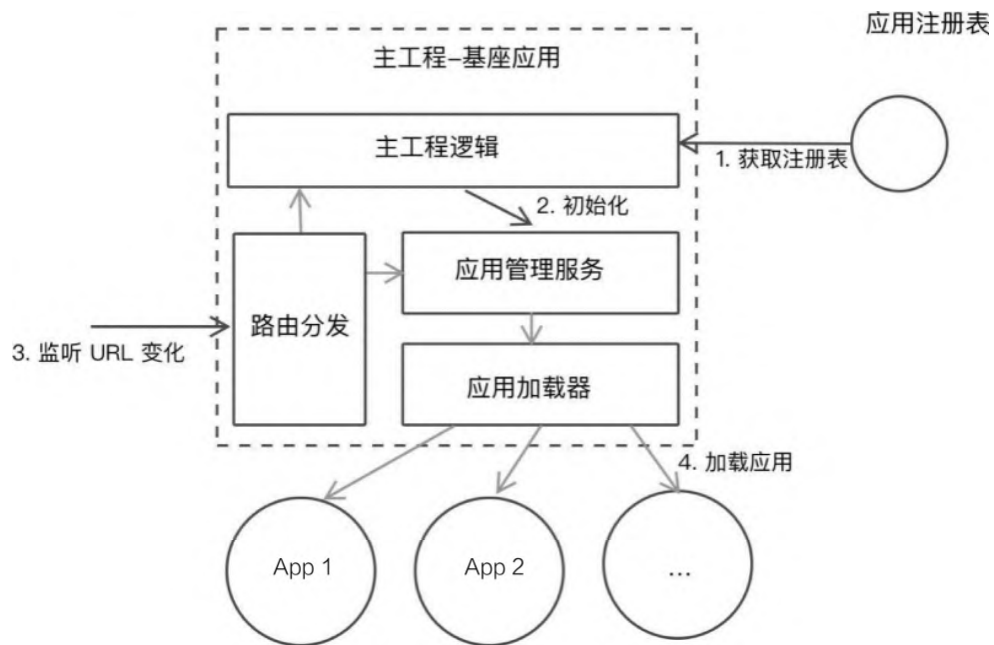 应用注册表
主工程-基座应用
主工程逻辑
1. 获取注册表
2. 初始化
应用管理服务
路由分发
3. 监听 URL 变化
应用加载器
4. 加载应用
App 1
App 2
...